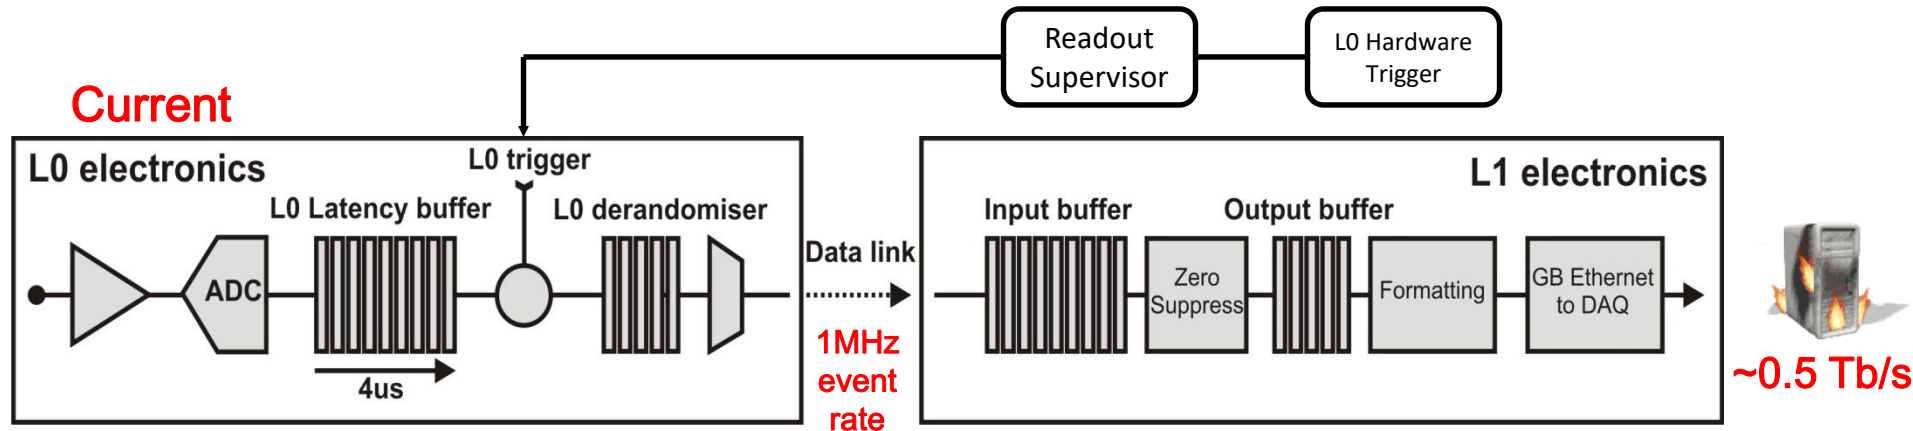 Readout
Supervisor
L0 Hardware
Trigger
Current
L0 electronics
L0 trigger
L0 Latency buffer
L0 derandomiser
ADC
4us
Data link
1MHz
event
rate
L1 electronics
Input buffer
Output buffer
Zero
Suppress
Formatting
GB Ethernet
to DAQ
~0.5 Tb/s